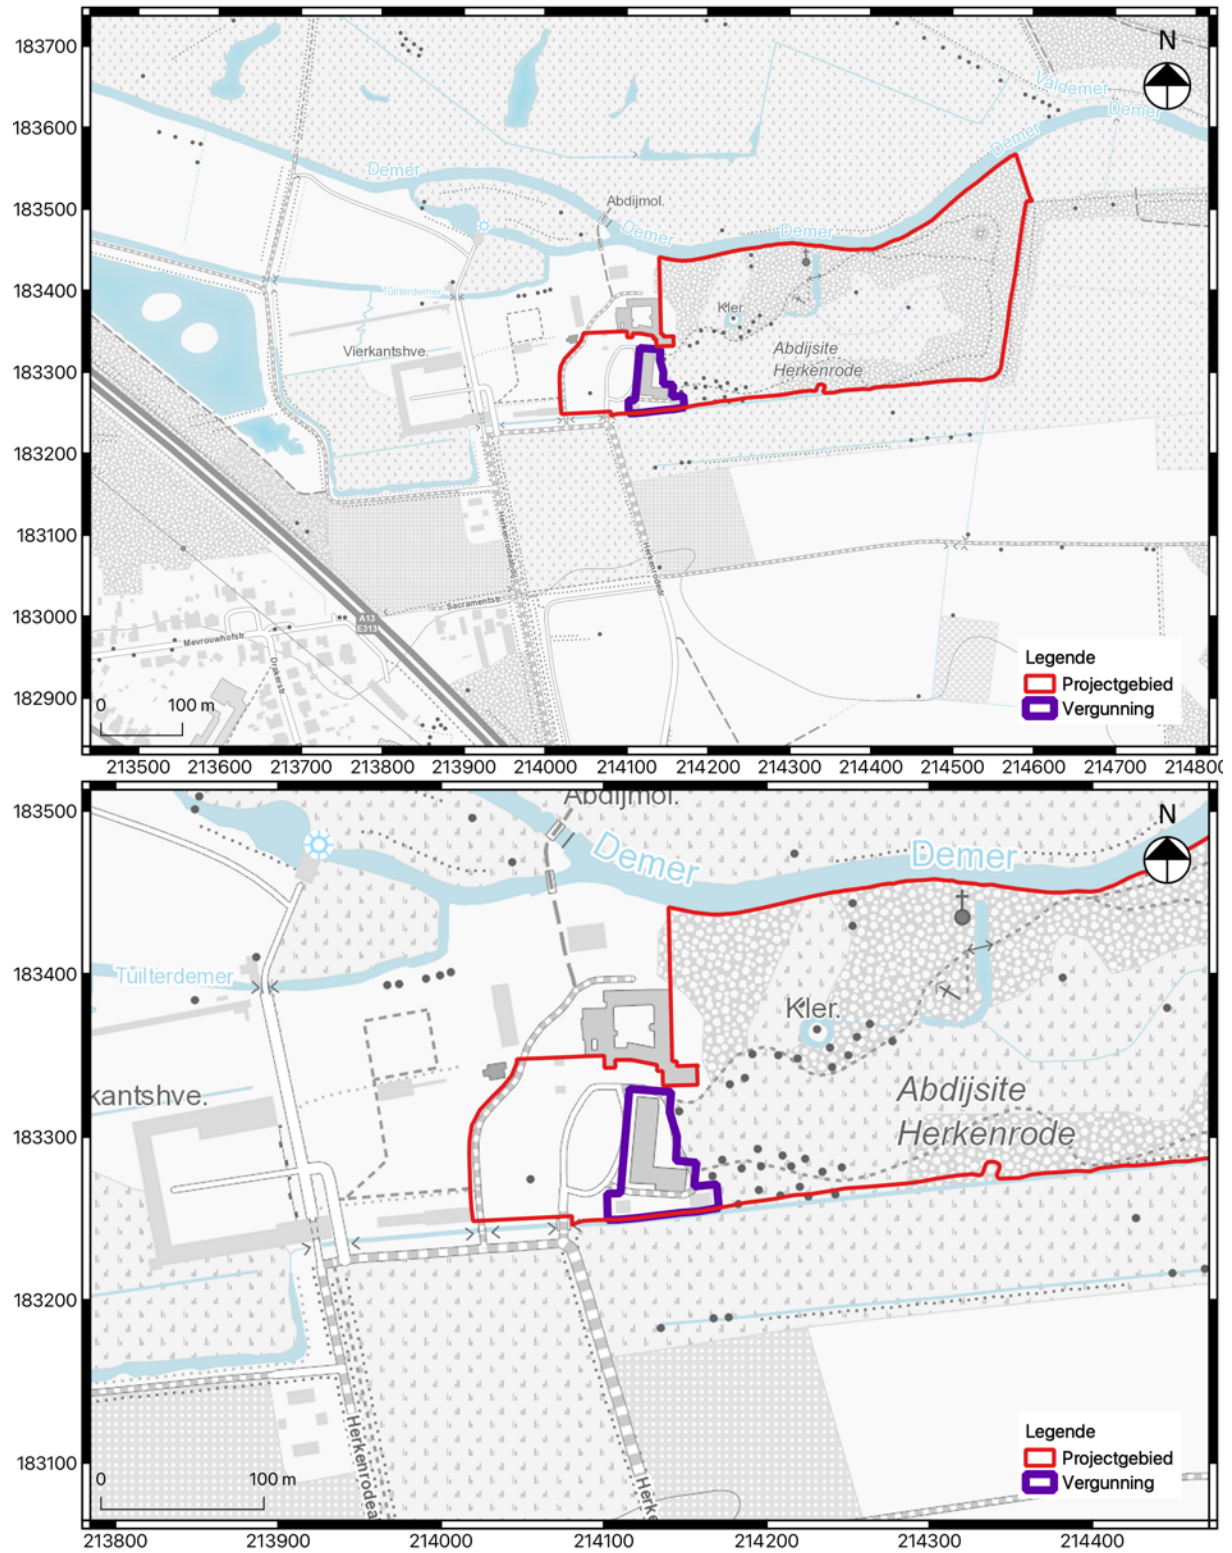 183700
183600
183500
183400
183300
183200
183100
183000
182900
N
Valdemer
Demer
Demer
Demer
Abdijmol.
Demer
Demer
Tuilterdemer
Kler.
Vierkantshve.
Abdijsite
Herkenrode
Herkenrodeabdij
Herkenrodedr
Sacramentstr
A13
E313
Mevrouwhofstr
Drakerstr
Legende
Projectgebied
Vergunning
0 100 m
213500 213600 213700 213800 213900 214000 214100 214200 214300 214400 214500 214600 214700 214800
183500
183400
183300
183200
183100
Abdijmol.
N
Demer
Demer
Tuilterdemer
Kler.
kantshve.
Abdijsite
Herkenrode
Herkenrodea
Herke
Legende
Projectgebied
Vergunning
0 100 m
213800 213900 214000 214100 214200 214300 214400